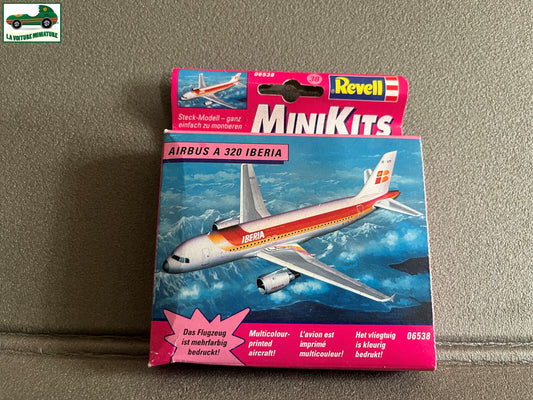 LA VOITURE MINIATURE
06538
38
Revell
Steck-Modell – ganz
einfach zu montieren
MINIKITS
AIRBUS A 320 IBERIA
IBERIA
Das Flugzeug
ist mehrfarbig
bedruckt!
Multicolour-
printed
aircraft!
L'avion est
imprimé
multicouleur!
Het vliegtuig
is kleurig
bedrukt!
06538